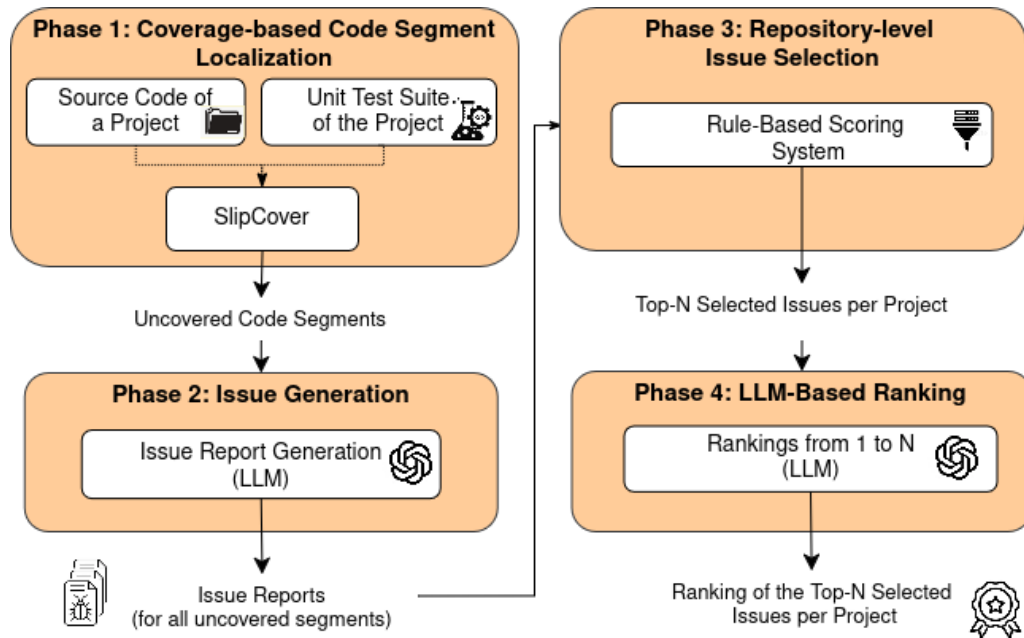 Phase 1: Coverage-based Code Segment
Localization
Source Code of
a Project
Unit Test Suite
of the Project
SlipCover
Uncovered Code Segments
Phase 2: Issue Generation
Issue Report Generation
(LLM)
Issue Reports
(for all uncovered segments)
Phase 3: Repository-level
Issue Selection
Rule-Based Scoring
System
Top-N Selected Issues per Project
Phase 4: LLM-Based Ranking
Rankings from 1 to N
(LLM)
Ranking of the Top-N Selected
Issues per Project